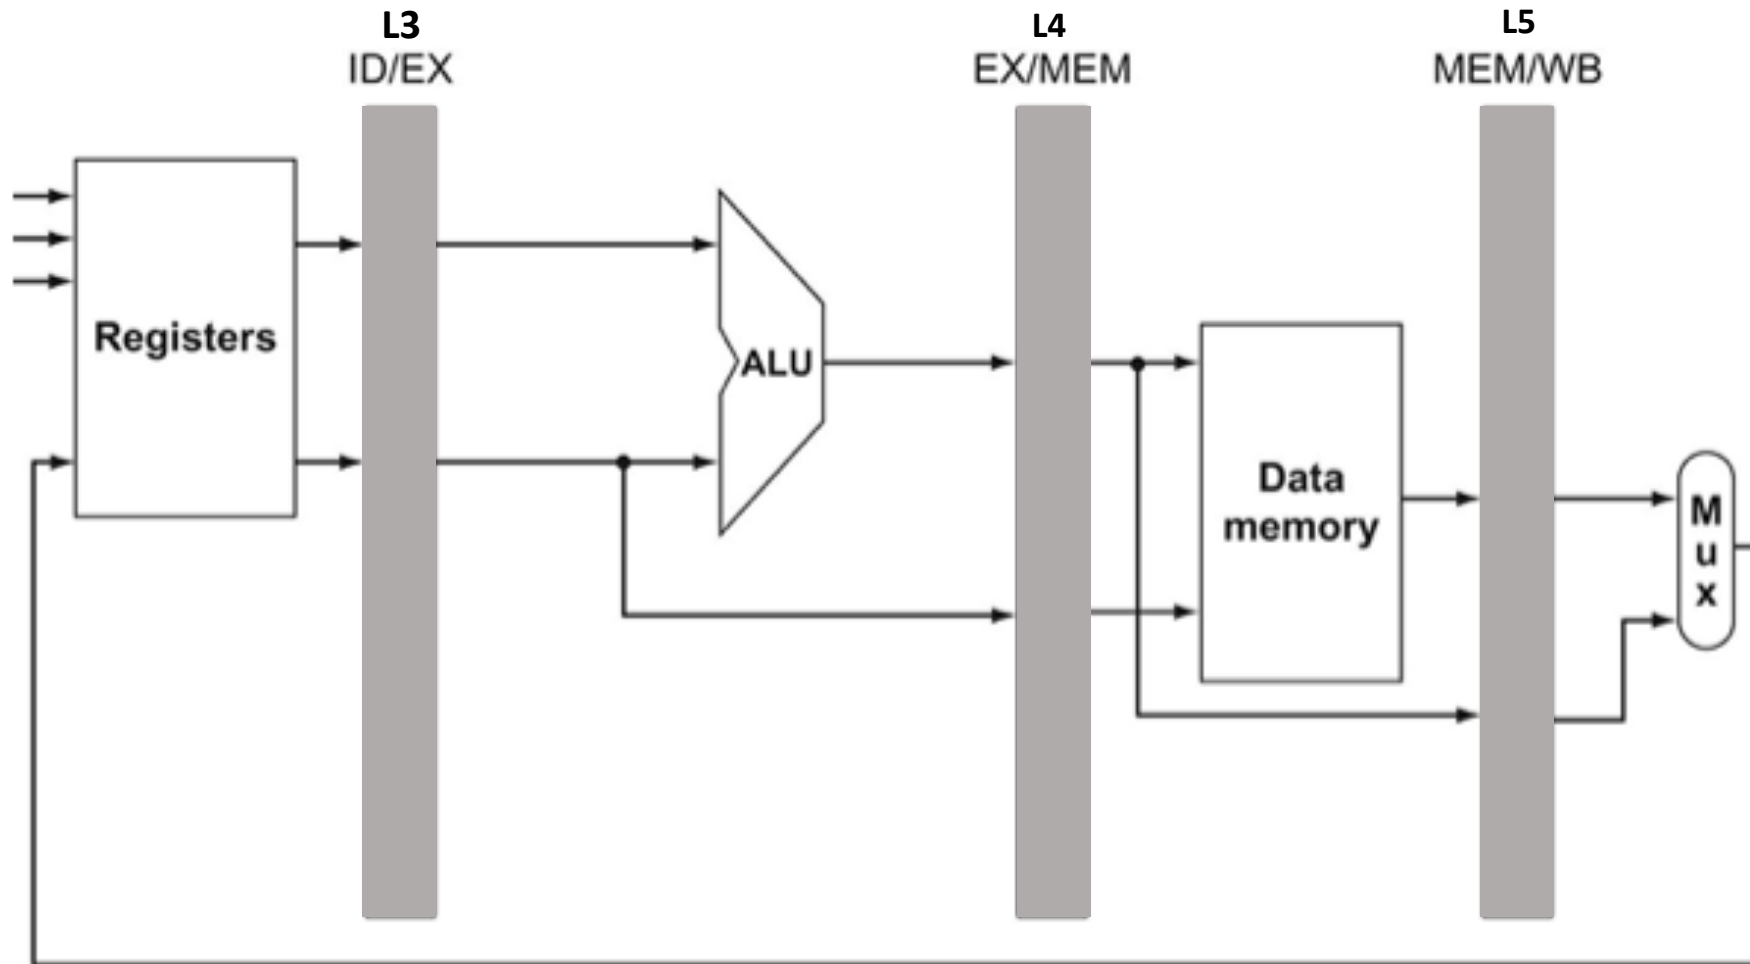 L3
ID/EX
L4
EX/MEM
L5
MEM/WB
Registers
ALU
Data
memory
M
u
x